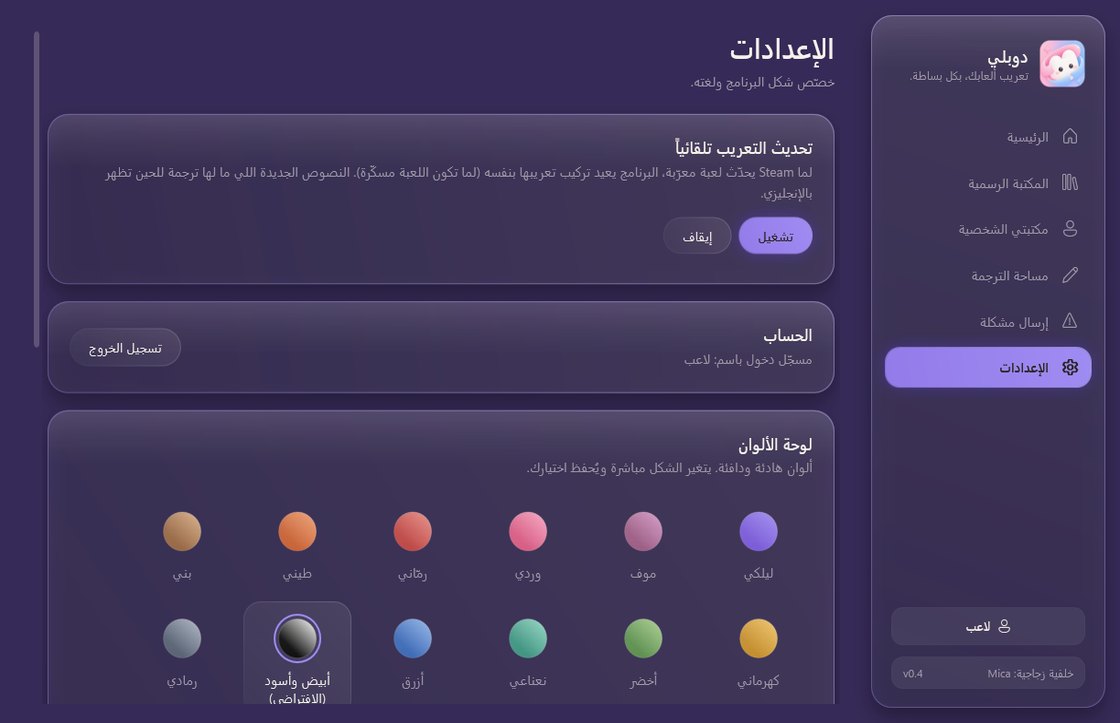 دوبلي
تعريب ألعابك، بكل بساطة.
الرئيسية
المكتبة الرسمية
مكتبتي الشخصية
مساحة الترجمة
إرسال مشكلة
الإعدادات
لاعب
خلفية زجاجية: Mica
v0.4
الإعدادات
خصّص شكل البرنامج ولغته.
تحديث التعريب تلقائياً
لما Steam يحدّث لعبة معرّبة، البرنامج يعيد تركيب تعريبها بنفسه (لما تكون اللعبة مسكّرة). النصوص الجديدة اللي ما لها ترجمة للحين تظهر
بالإنجليزي.
تشغيل
إيقاف
الحساب
مسجّل دخول باسم: لاعب
تسجيل الخروج
لوحة الألوان
ألوان هادئة ودافئة. يتغير الشكل مباشرة ويُحفظ اختيارك.
ليلكي
موف
وردي
رمّاني
طيني
بني
كهرماني
أخضر
نعناعي
أزرق
أبيض وأسود
(الافتراضي)
رمادي